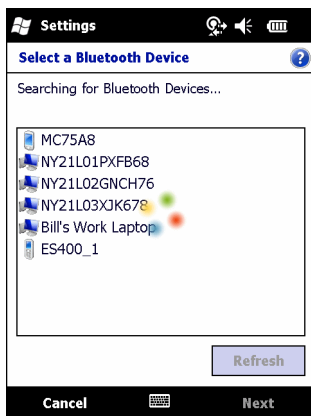 Settings
Select a Bluetooth Device
Searching for Bluetooth Devices...
MC75A8
NY21L01PXFB68
NY21L02GNCH76
NY21L03XJK678
Bill's Work Laptop
ES400_1
Refresh
Cancel
Next